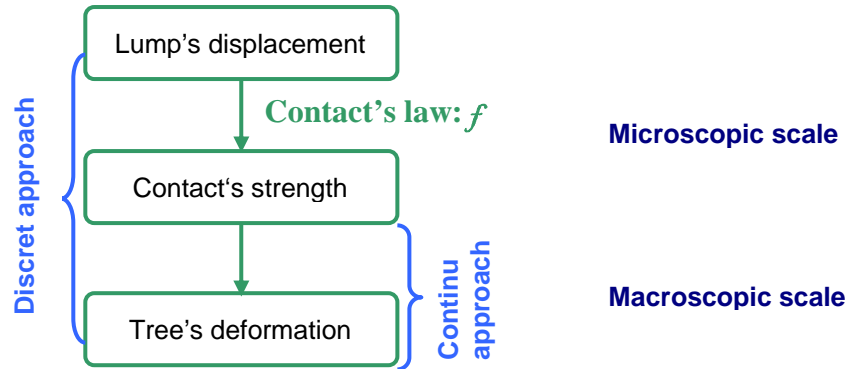 Lump’s displacement
Contact’s law: f
Microscopic scale
Discret approach
Contact‘s strength
Continu
approach
Tree’s deformation
Macroscopic scale